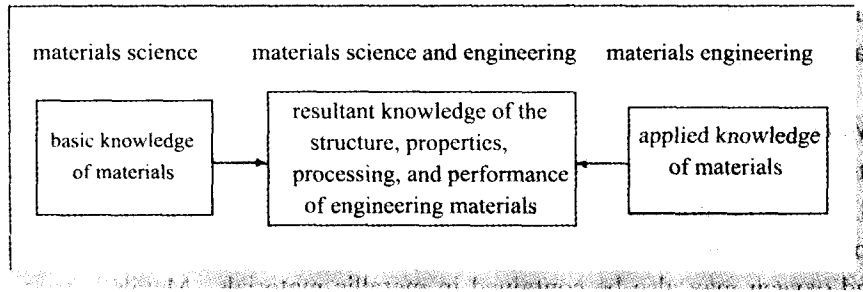 materials science
materials science and engineering
materials engineering
basic knowledge
of materials
resultant knowledge of the
structure, properties,
processing, and performance
of engineering materials
applied knowledge
of materials